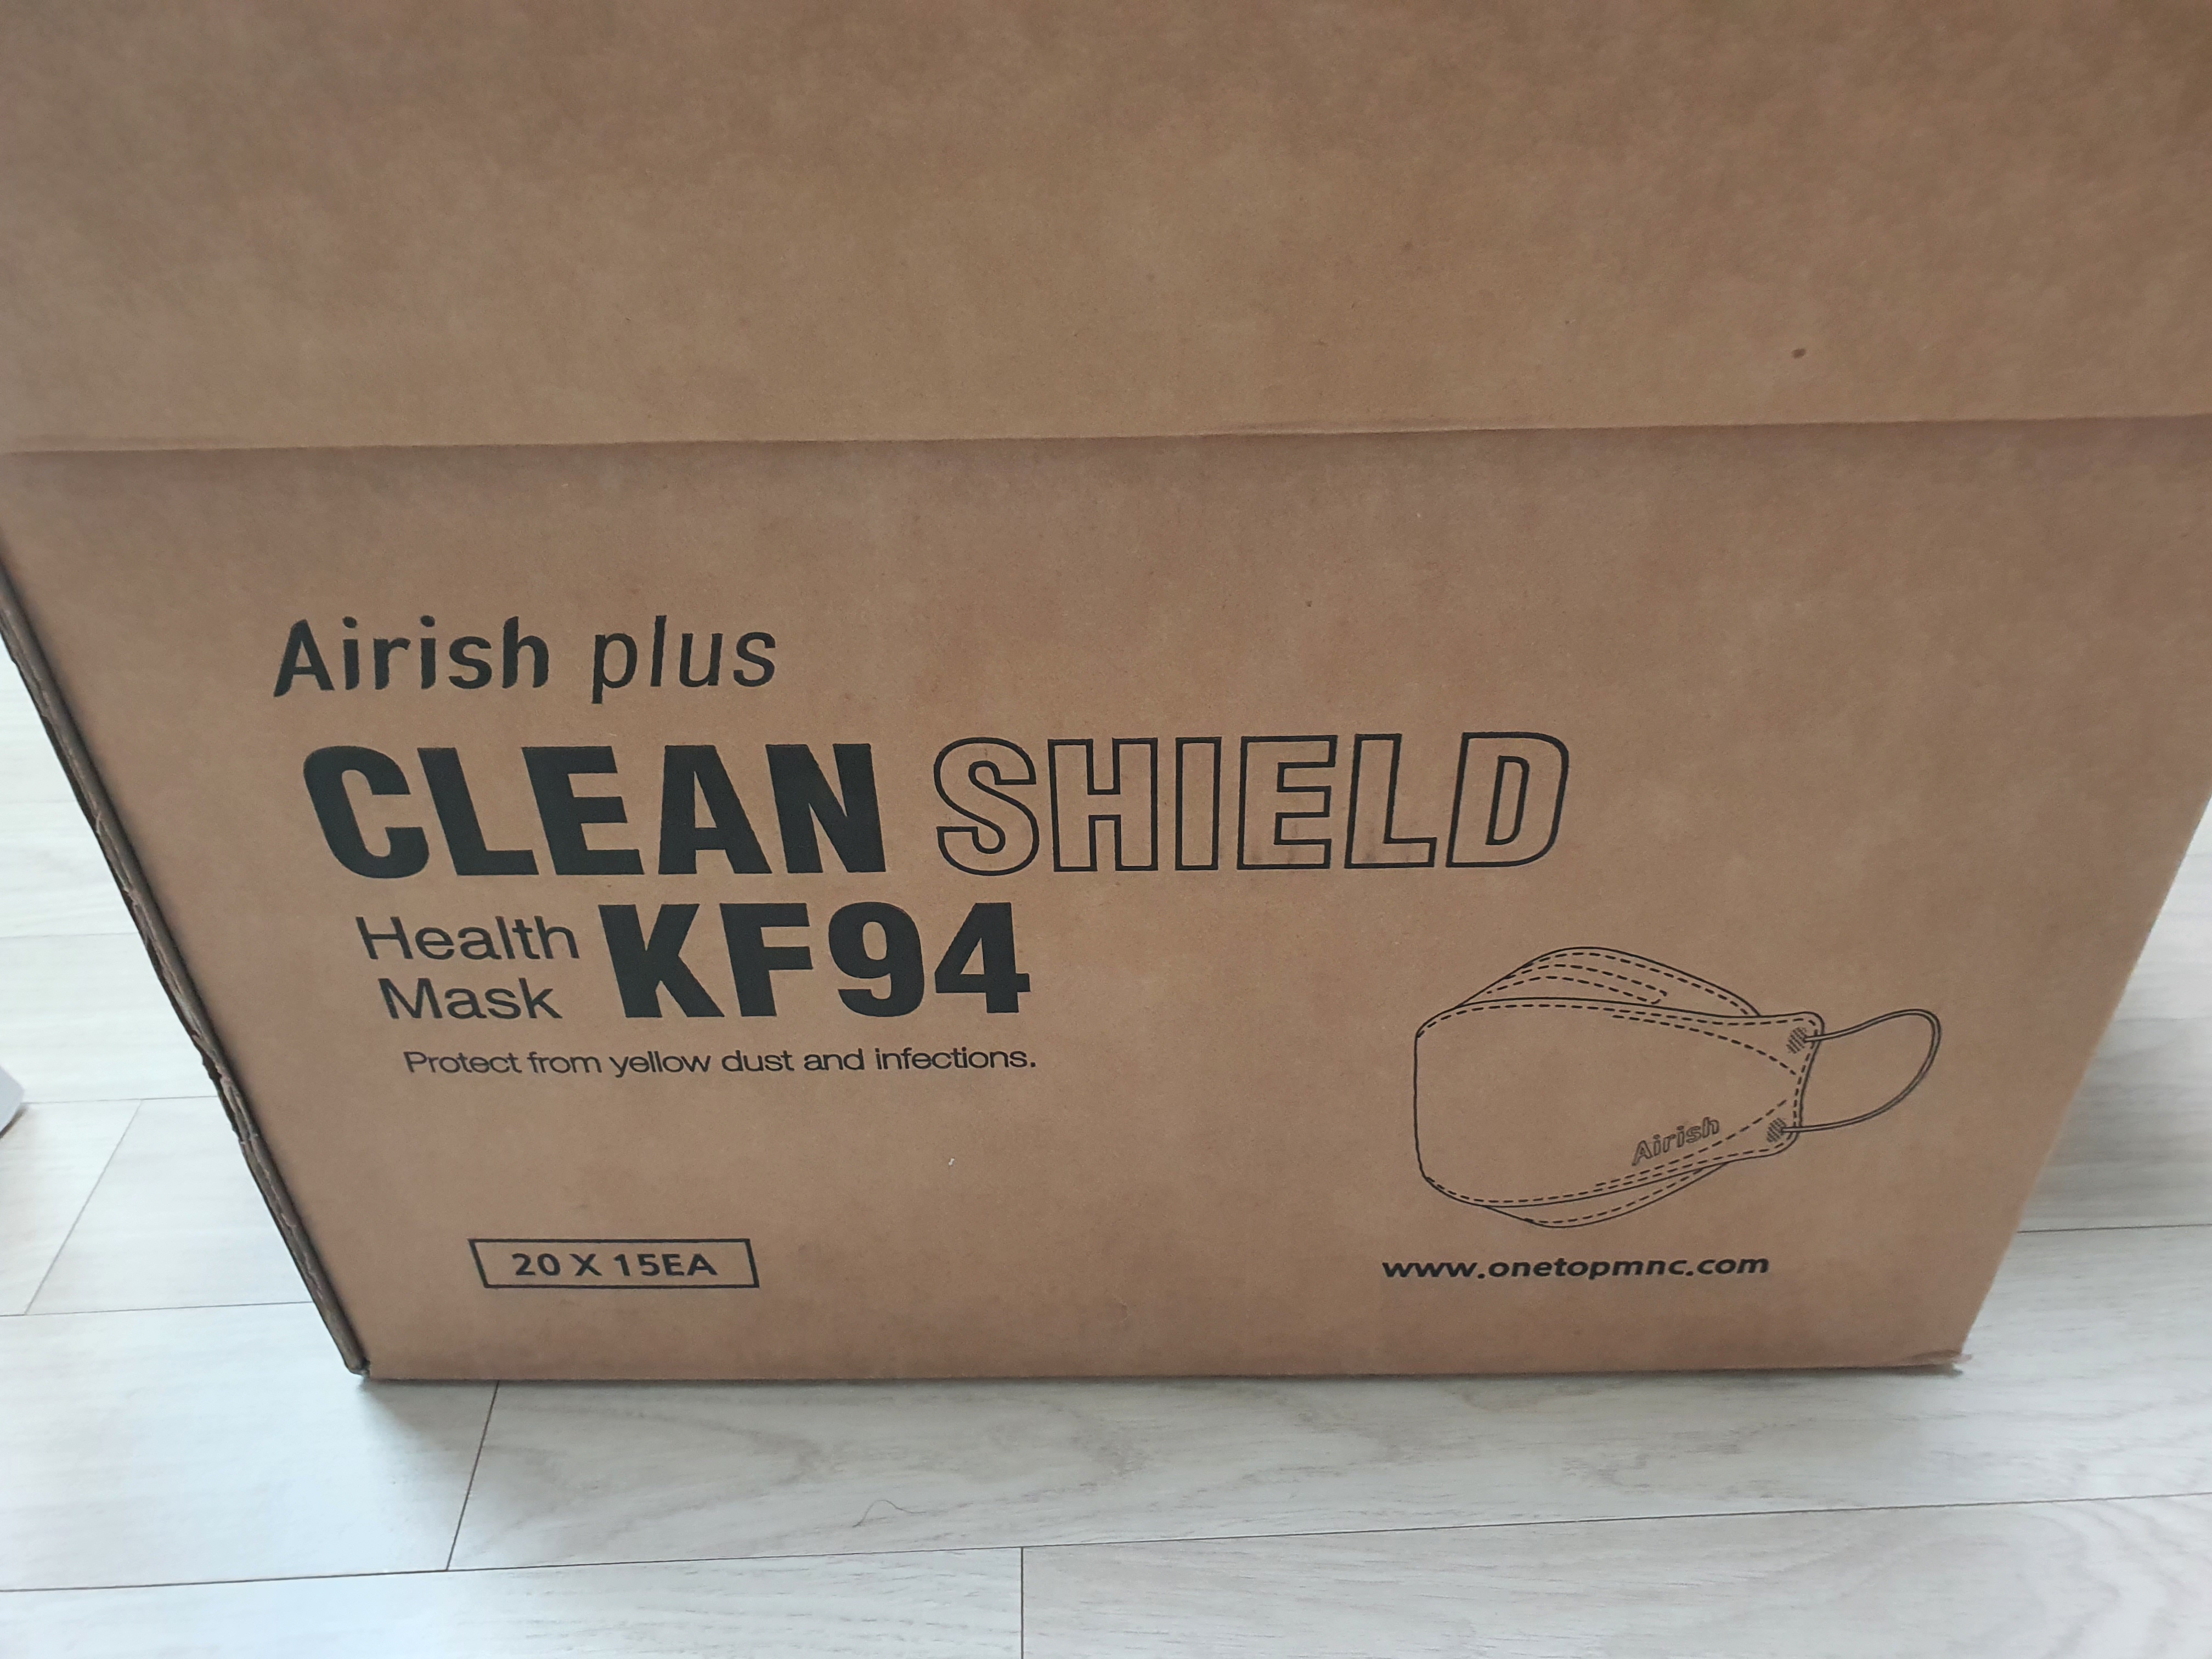 Airish plus
CLEAN SHIELD
Health
Mask
KF94
Protect from yellow dust and infections.
Airish
20 X 15EA
www.onetopmnc.com